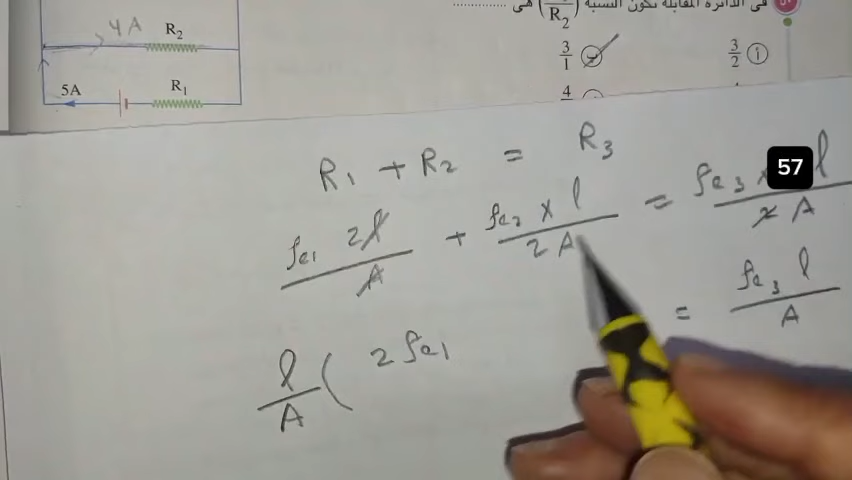 في الدائرة المقابلة تكون النسبة (/R₂) هي ..............
أ 3/2
ب 3/1
4
4A
R₂
5A
R₁
R₁ + R₂ = R₃
ρe₁ 2l / A + ρe₂ × l / 2A = ρe₃ × l / 2A
57
= ρe₃ l / A
l / A ( 2ρe₁